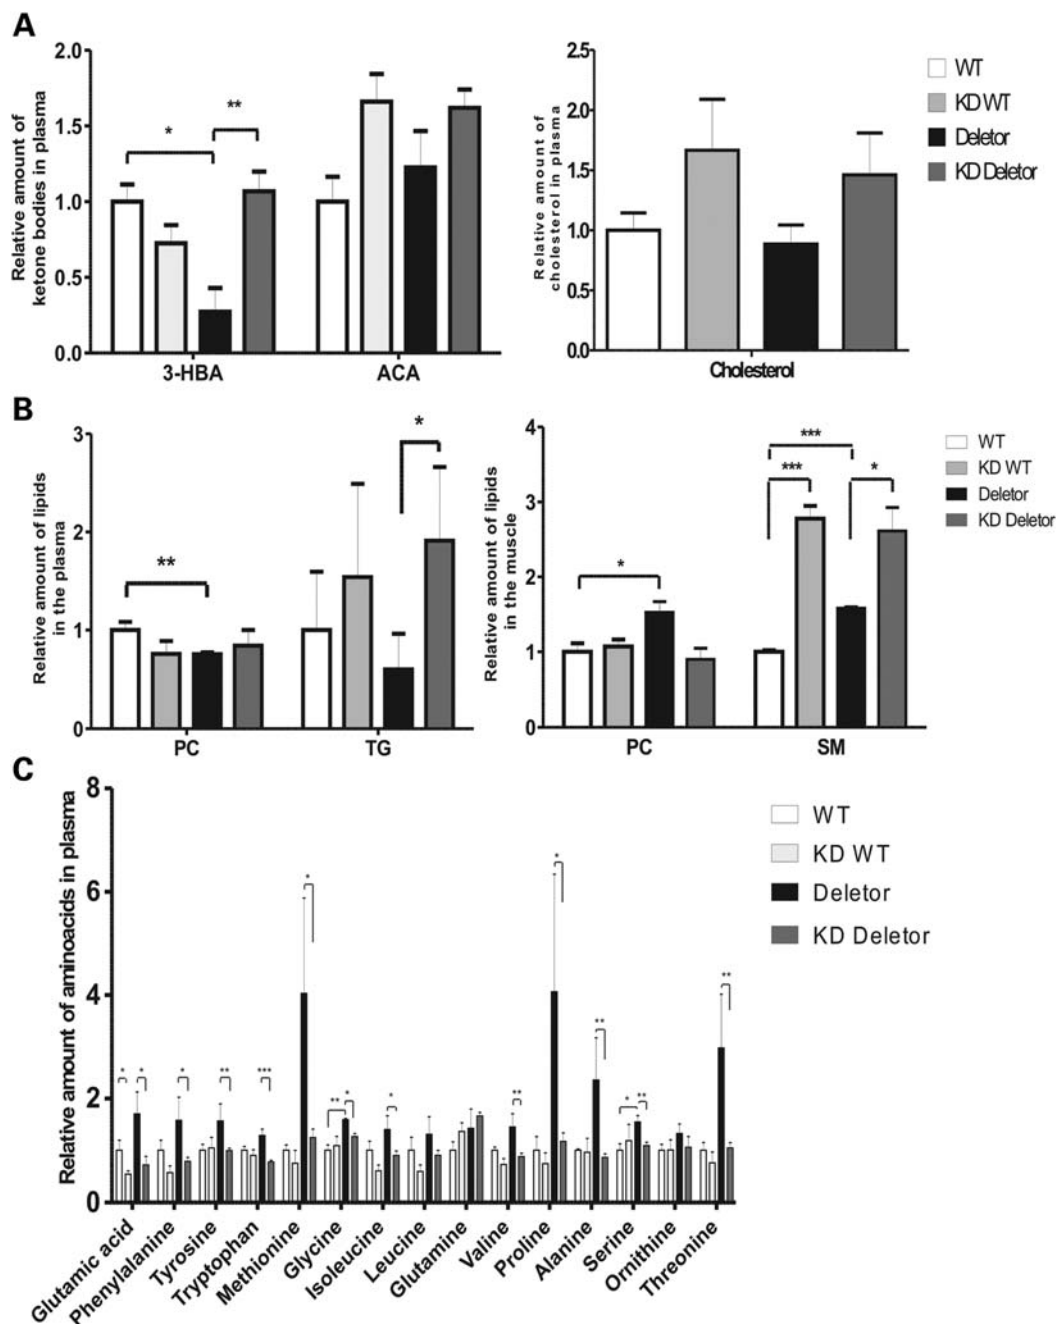 A
Relative amount of
ketone bodies in plasma
2.0
1.5
1.0
0.5
0.0
*
**
3-HBA
ACA
Relative amount of
cholesterol in plasma
2.5
2.0
1.5
1.0
0.5
0.0
Cholesterol
WT
KD WT
Deletor
KD Deletor
B
Relative amount of lipids
in the plasma
3
2
1
0
**
*
PC
TG
Relative amount of lipids
in the muscle
4
3
2
1
0
*
***
***
*
PC
SM
WT
KD WT
Deletor
KD Deletor
C
Relative amount of aminoacids in plasma
8
6
4
2
0
* * * ** *** * ** * * ** * ** * ** **
WT
KD WT
Deletor
KD Deletor
Glutamic acid
Phenylalanine
Tyrosine
Tryptophan
Methionine
Glycine
Isoleucine
Leucine
Glutamine
Valine
Proline
Alanine
Serine
Ornithine
Threonine